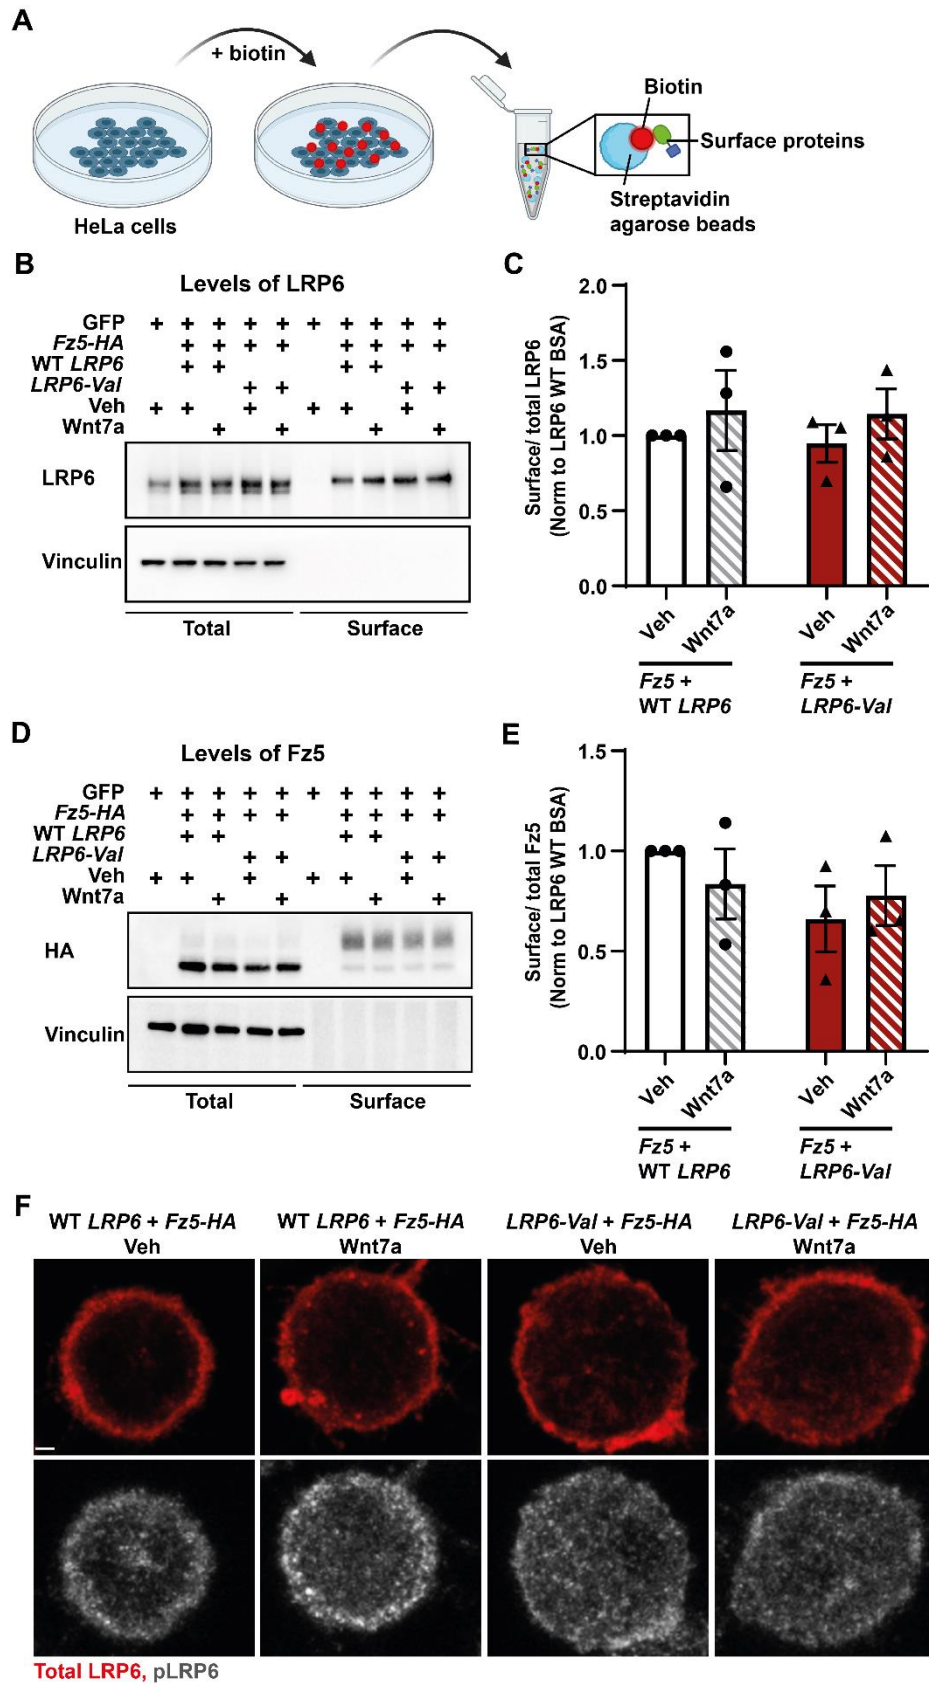 A
+ biotin
Biotin
Surface proteins
Streptavidin
agarose beads
HeLa cells
B
Levels of LRP6
GFP + + + + + + + + + +
Fz5-HA + + + + + + + +
WT LRP6 + + + +
LRP6-Val + + + +
Veh + + + + + +
Wnt7a + + + +
LRP6
Vinculin
Total Surface
C
Surface/ total LRP6
(Norm to LRP6 WT BSA)
2.0
1.5
1.0
0.5
0.0
Veh Wnt7a Veh Wnt7a
Fz5 + Fz5 +
WT LRP6 LRP6-Val
D
Levels of Fz5
GFP + + + + + + + + + +
Fz5-HA + + + + + + + +
WT LRP6 + + + +
LRP6-Val + + + +
Veh + + + + + +
Wnt7a + + + +
HA
Vinculin
Total Surface
E
Surface/ total Fz5
(Norm to LRP6 WT BSA)
1.5
1.0
0.5
0.0
Veh Wnt7a Veh Wnt7a
Fz5 + Fz5 +
WT LRP6 LRP6-Val
F
WT LRP6 + Fz5-HA WT LRP6 + Fz5-HA LRP6-Val + Fz5-HA LRP6-Val + Fz5-HA
Veh Wnt7a Veh Wnt7a
Total LRP6, pLRP6